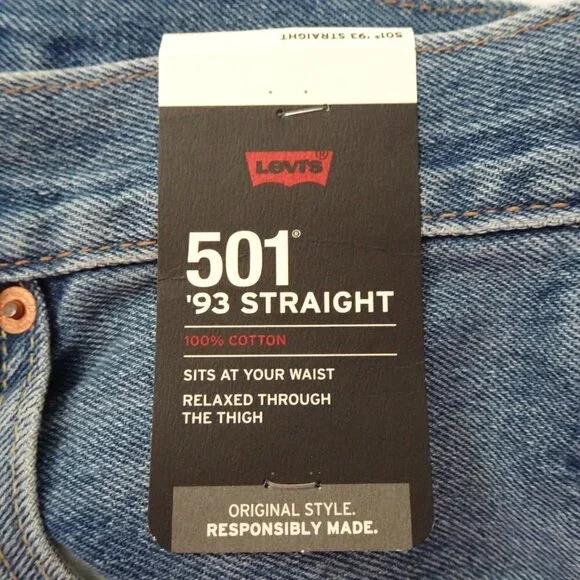 501® '93 STRAIGHT
LEVI'S®
501®
'93 STRAIGHT
100% COTTON
SITS AT YOUR WAIST
RELAXED THROUGH
THE THIGH
ORIGINAL STYLE.
RESPONSIBLY MADE.